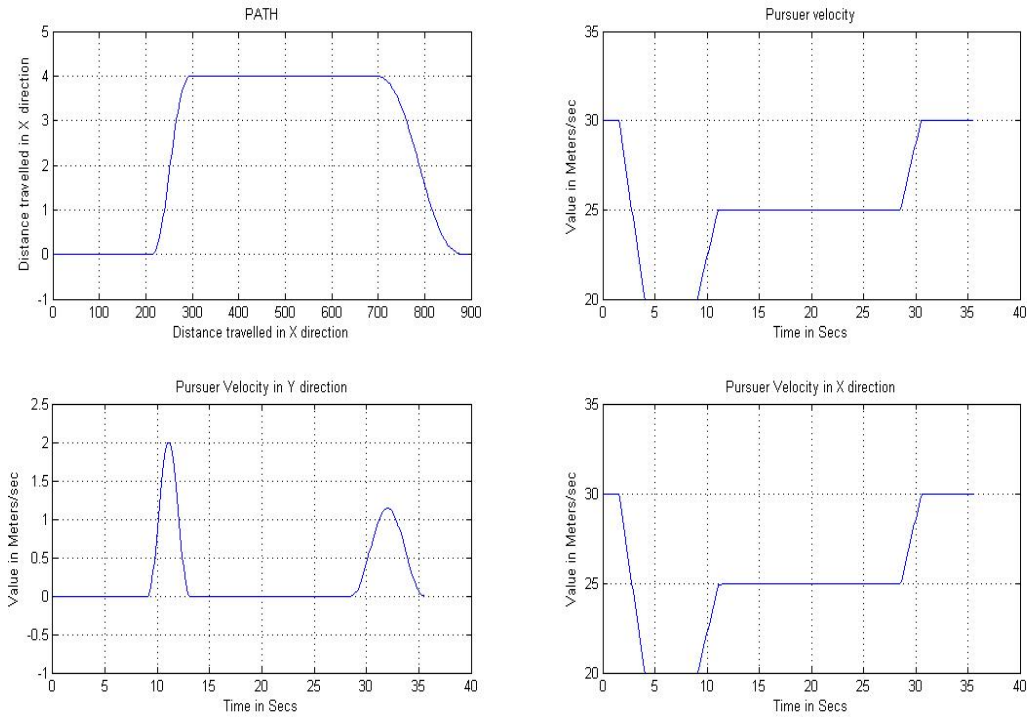 PATH
5
4
3
2
1
0
-1
Distance travelled in X direction
0 100 200 300 400 500 600 700 800 900
Distance travelled in X direction
Pursuer velocity
35
30
25
20
Value in Meters/sec
0 5 10 15 20 25 30 35 40
Time in Secs
Pursuer Velocity in Y direction
2.5
2
1.5
1
0.5
0
-0.5
-1
Value in Meters/sec
0 5 10 15 20 25 30 35 40
Time in Secs
Pursuer Velocity in X direction
35
30
25
20
Value in Meters/sec
0 5 10 15 20 25 30 35 40
Time in Secs